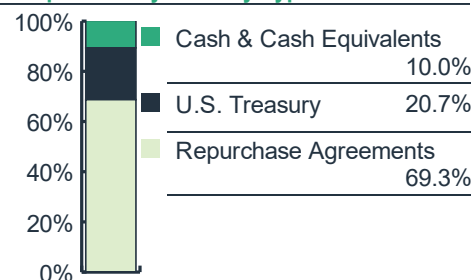 100%
80%
60%
40%
20%
0%
Cash & Cash Equivalents
10.0%
U.S. Treasury 20.7%
Repurchase Agreements
69.3%